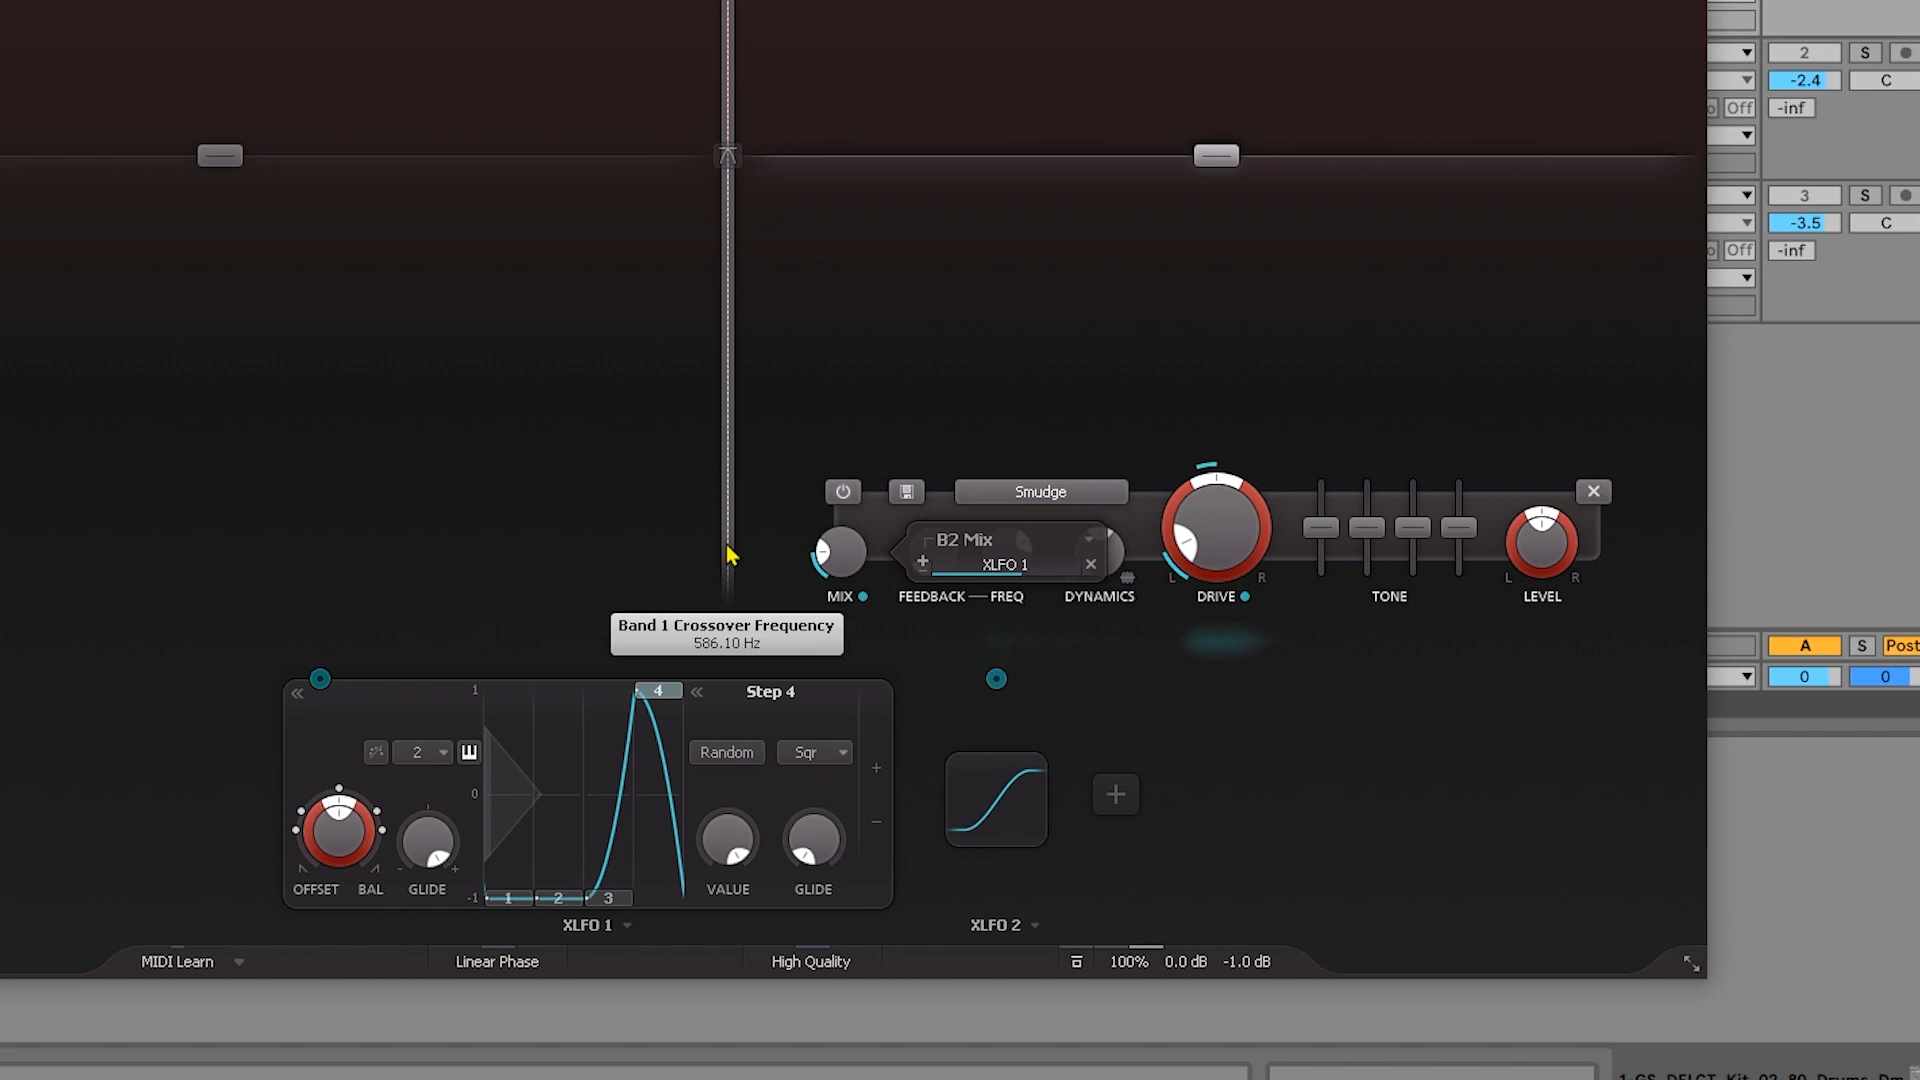 2 S
-2.4 C
Off -inf
3 S
-3.5 C
Off -inf
Smudge
B2 Mix
XLFO 1
L R
L R
MIX FEEDBACK FREQ DYNAMICS DRIVE TONE LEVEL
Band 1 Crossover Frequency
586.10 Hz
A S Post
0 0
1 4 Step 4
2 Random Sqr
0
OFFSET BAL GLIDE VALUE GLIDE
-1 1 2 3
XLFO 1 XLFO 2
MIDI Learn Linear Phase High Quality 100% 0.0 dB -1.0 dB